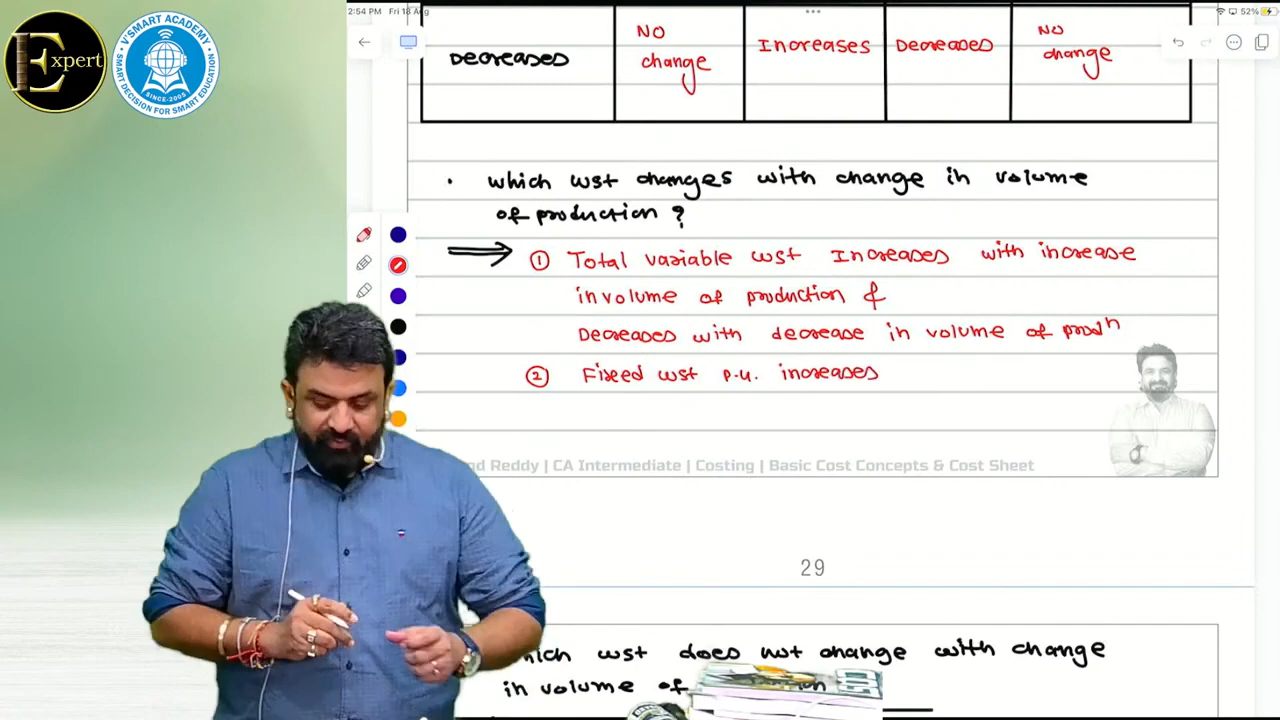 2:54 PM Fri 18 Aug
52%
V SMART ACADEMY
SINCE-2005
SMART DECISION FOR SMART EDUCATION
Expert
Decreases
No change
Increases
Decreases
No change
• which cost changes with change in volume
of production ?
① Total variable cost Increases with increase
in volume of production &
Decreases with decrease in volume of prodn
② Fixed cost p.u. increases
nd Reddy | CA Intermediate | Costing | Basic Cost Concepts & Cost Sheet
29
hich cost does not change with change
in volume of